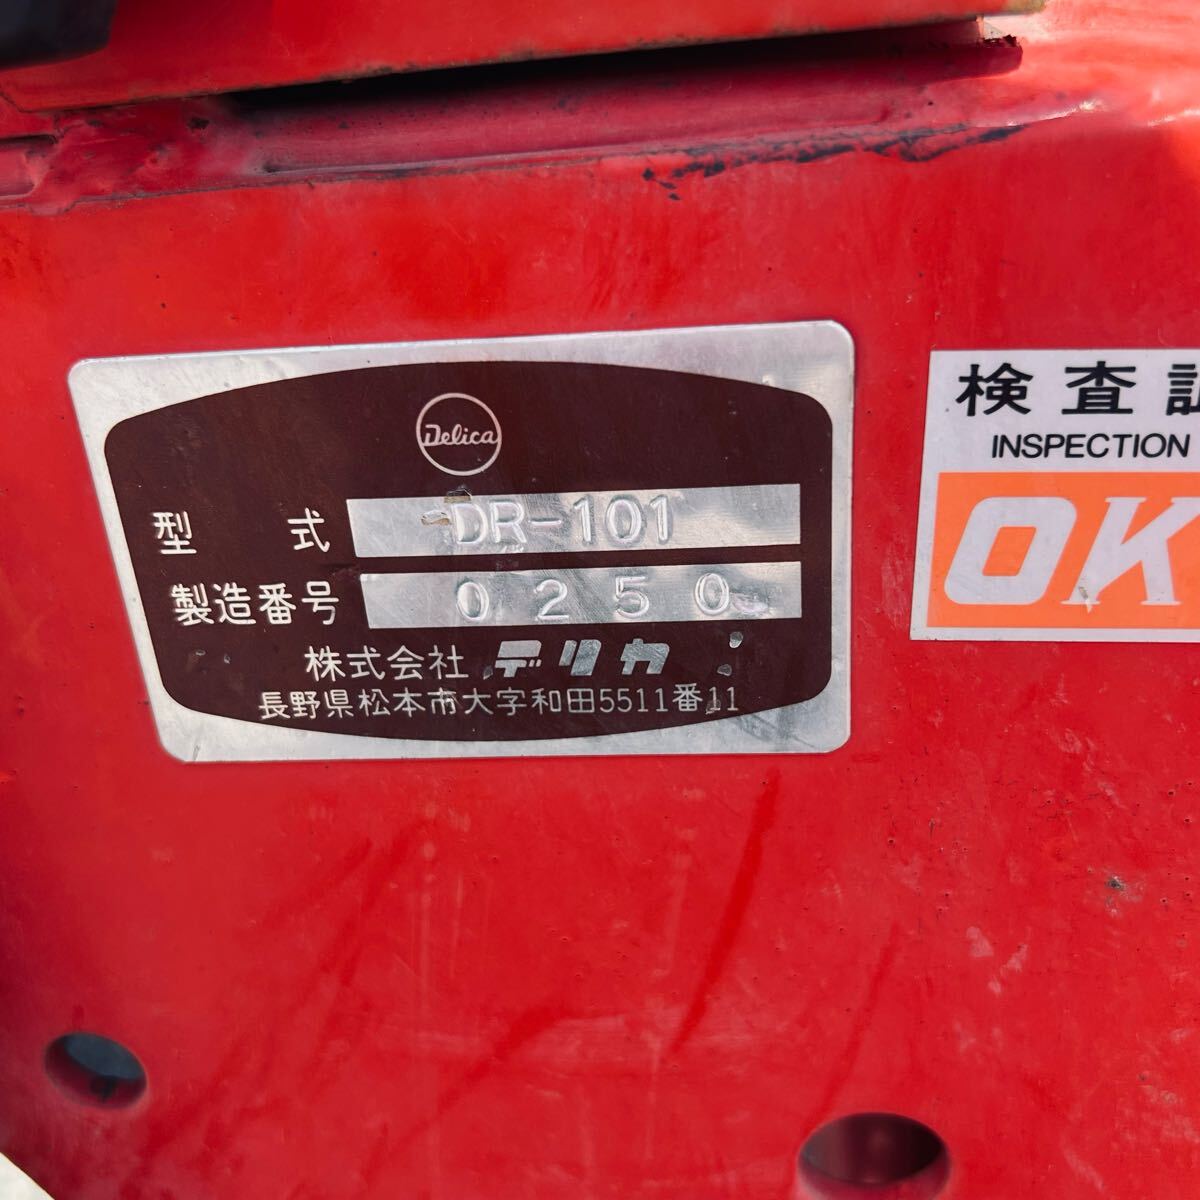 Delica
型式 DR-101
製造番号 0250
株式会社 デリカ
長野県松本市大字和田5511番11
検査
INSPECTION
OK